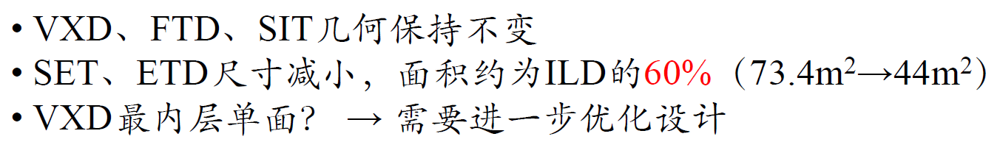 • VXD、FTD、SIT几何保持不变
• SET、ETD尺寸减小，面积约为ILD的60%（73.4m²→44m²）
• VXD最内层单面？ → 需要进一步优化设计